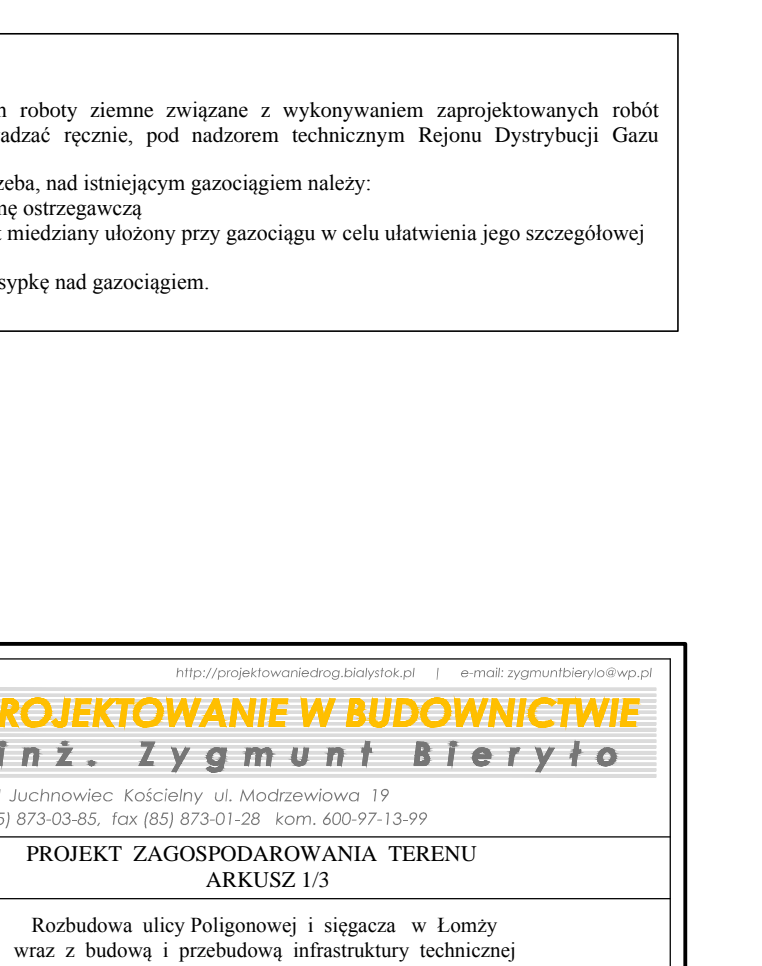 roboty ziemne związane z wykonywaniem zaprojektowanych robót
ręcznie, pod nadzorem technicznym Rejonu Dystrybucji Gazu
nad istniejącym gazociągiem należy:
ostrzegawczą
miedziany ułożony przy gazociągu w celu ułatwienia jego szczegółowej
nad gazociągiem.
http://projektowaniedrog.bialystok.pl | e-mail: zygmuntbierylo@wp.pl
ROJEKTOWANIE W BUDOWNICTWIE
inż. Zygmunt Bieryło
Juchnowiec Kościelny ul. Modrzewiowa 19
5) 873-03-85, fax (85) 873-01-28 kom. 600-97-13-99
PROJEKT ZAGOSPODAROWANIA TERENU
ARKUSZ 1/3
Rozbudowa ulicy Poligonowej i sięgacza w Łomży
wraz z budową i przebudową infrastruktury technicznej